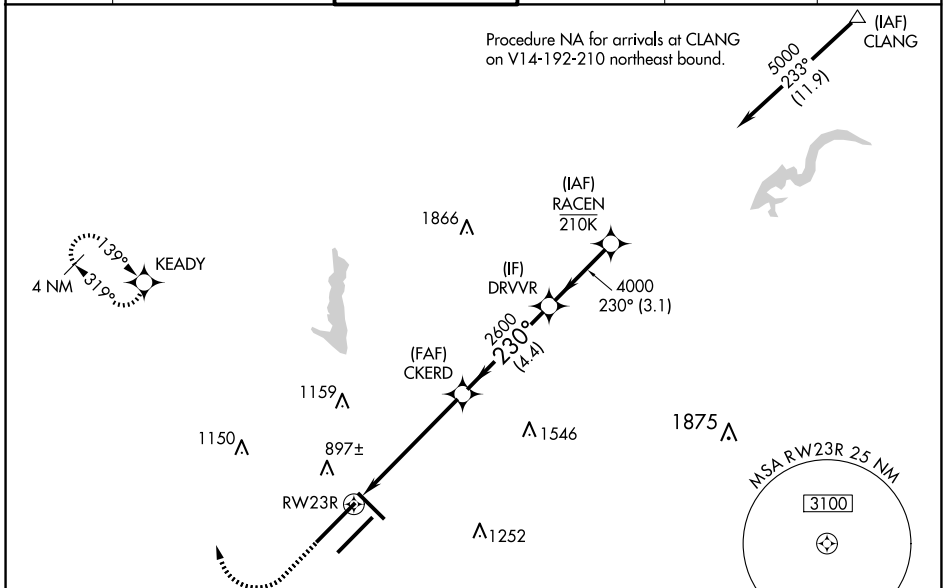 (IAF)
CLANG
Procedure NA for arrivals at CLANG
on V14-192-210 northeast bound.
5000
233°
(11.9)
(IAF)
RACEN
210K
1866
139°
KEADY
4 NM
319°
(IF)
DRVVR
4000
230° (3.1)
2600
230°
(4.4)
(FAF)
CKERD
1159
1150
897±
1546
1875
RW23R
1252
MSA RW23R 25 NM
3100